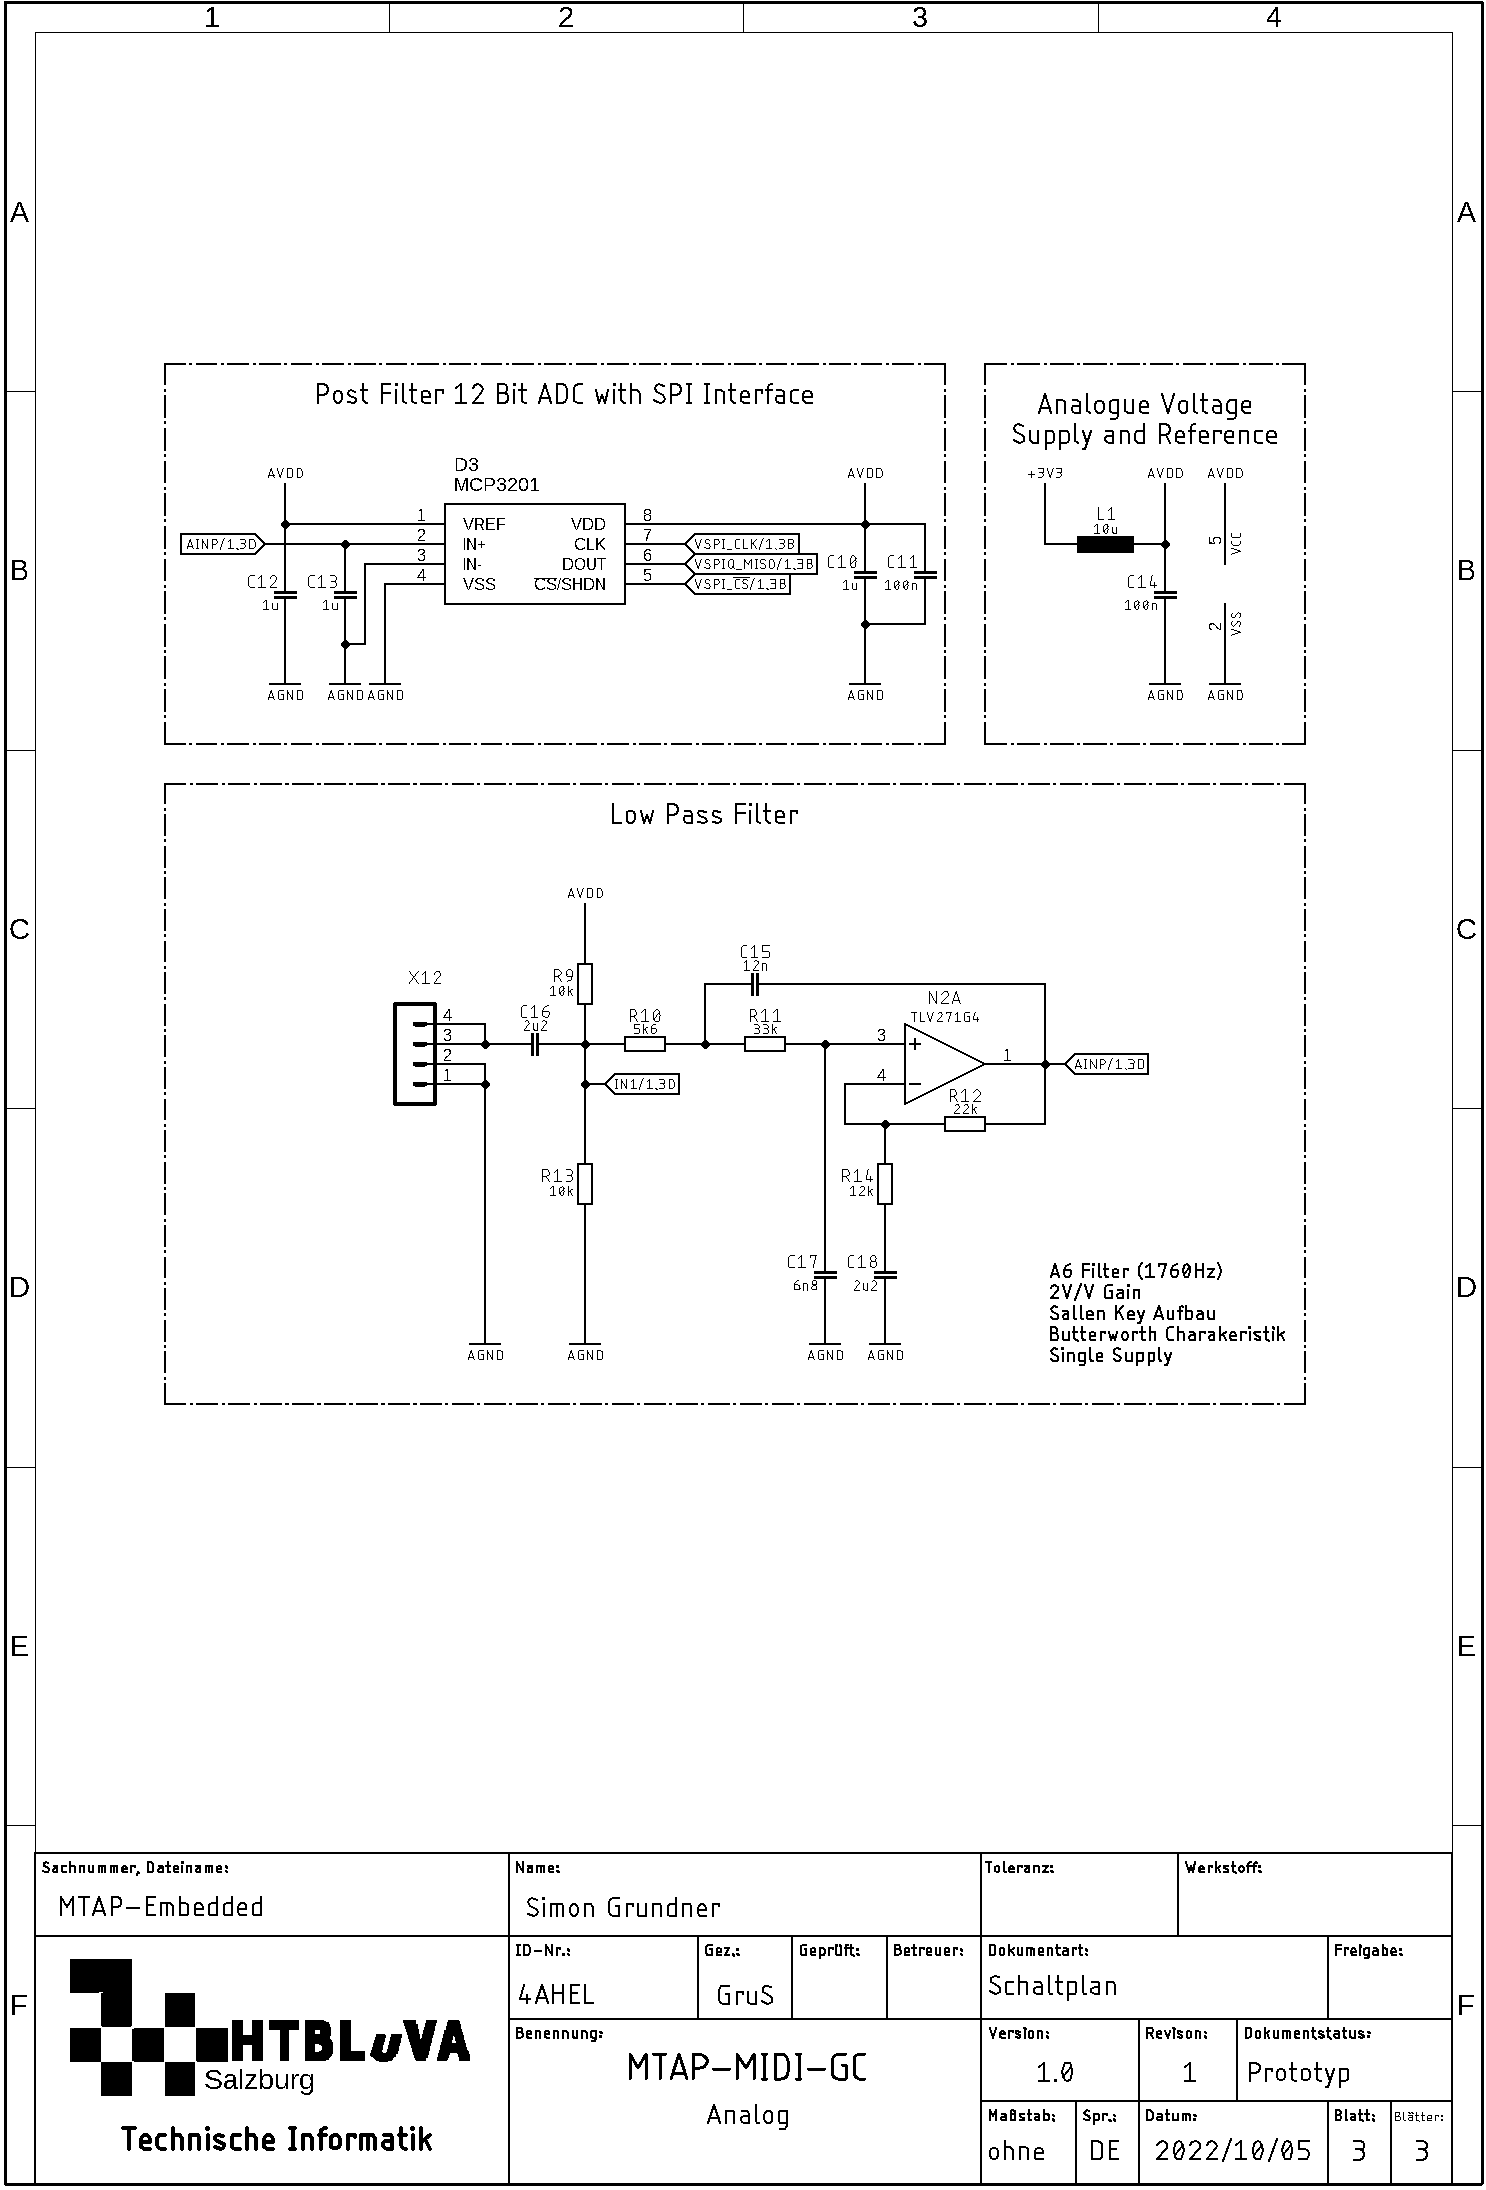 1 2 3 4
A A
Post Filter 12 Bit ADC with SPI Interface
Analogue Voltage
Supply and Reference
D3
MCP3201
AVDD
AVDD
+3V3
AVDD
AVDD
1 VREF VDD 8
2 IN+ CLK 7
3 IN- DOUT 6
4 VSS CS/SHDN 5
AINP/1.3D
VSPI_CLK/1.3B
VSPIQ_MISO/1.3B
VSPI_CS/1.3B
C12
1u
C13
1u
C10
1u
C11
100n
L1
10u
C14
100n
5 VCC
2 VSS
B B
AGND
AGND
AGND
AGND
AGND
AGND
Low Pass Filter
AVDD
C C
X12
4
3
2
1
C16
2u2
R9
10k
R10
5k6
C15
12n
R11
33k
N2A
TLV271G4
3
4
1
+
−
AINP/1.3D
IN1/1.3D
R12
22k
R13
10k
R14
12k
C17
6n8
C18
2u2
D D
AGND
AGND
AGND
AGND
A6 Filter (1760Hz)
2V/V Gain
Sallen Key Aufbau
Butterworth Charakeristik
Single Supply
E E
Sachnummer, Dateiname:
MTAP-Embedded
Name:
Simon Grundner
Toleranz:
Werkstoff:
ID-Nr.:
4AHEL
Gez.:
GruS
Geprüft:
Betreuer:
Dokumentart:
Schaltplan
Freigabe:
F F
HTBLuVA
Salzburg
Technische Informatik
Benennung:
MTAP-MIDI-GC
Analog
Version:
1.0
Revison:
1
Dokumentstatus:
Prototyp
Maßstab:
ohne
Spr.:
DE
Datum:
2022/10/05
Blatt:
3
Blätter:
3